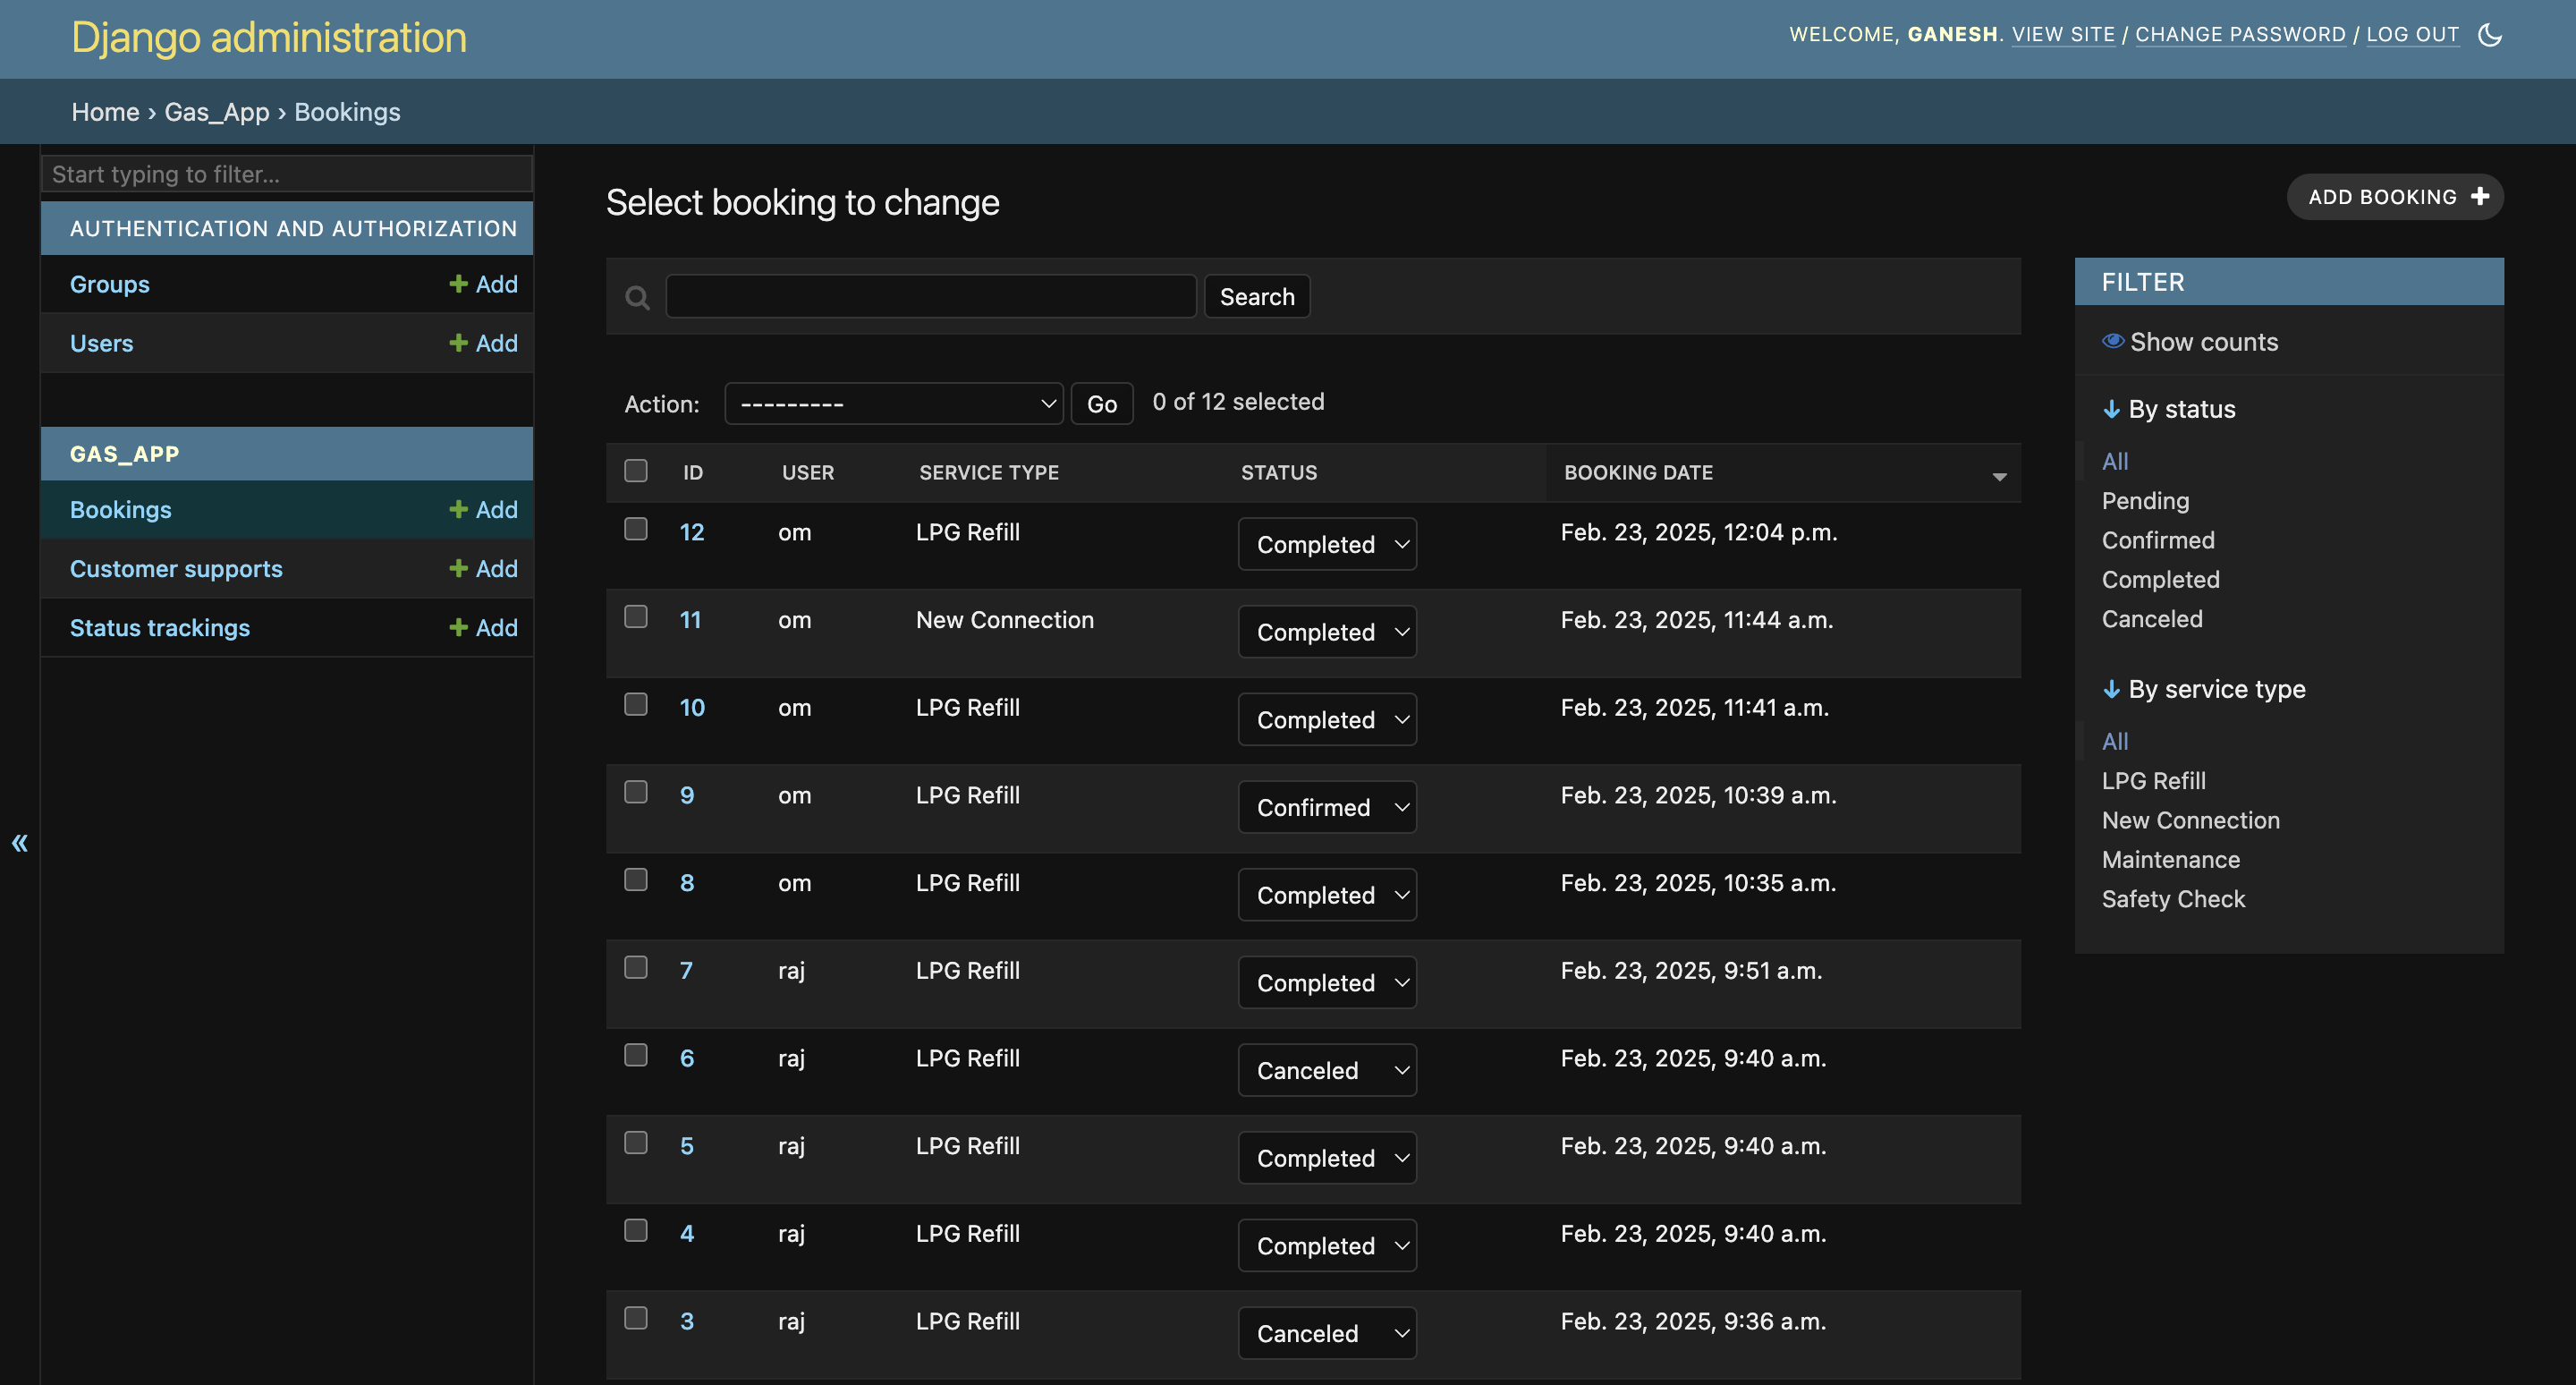 Django administration
WELCOME, GANESH. VIEW SITE / CHANGE PASSWORD / LOG OUT
Home › Gas_App › Bookings
Start typing to filter...
AUTHENTICATION AND AUTHORIZATION
Groups + Add
Users + Add
GAS_APP
Bookings + Add
Customer supports + Add
Status trackings + Add
«
Select booking to change
ADD BOOKING +
Search
Action: --------- Go 0 of 12 selected
ID USER SERVICE TYPE STATUS BOOKING DATE
12 om LPG Refill Completed Feb. 23, 2025, 12:04 p.m.
11 om New Connection Completed Feb. 23, 2025, 11:44 a.m.
10 om LPG Refill Completed Feb. 23, 2025, 11:41 a.m.
9 om LPG Refill Confirmed Feb. 23, 2025, 10:39 a.m.
8 om LPG Refill Completed Feb. 23, 2025, 10:35 a.m.
7 raj LPG Refill Completed Feb. 23, 2025, 9:51 a.m.
6 raj LPG Refill Canceled Feb. 23, 2025, 9:40 a.m.
5 raj LPG Refill Completed Feb. 23, 2025, 9:40 a.m.
4 raj LPG Refill Completed Feb. 23, 2025, 9:40 a.m.
3 raj LPG Refill Canceled Feb. 23, 2025, 9:36 a.m.
FILTER
Show counts
↓ By status
All
Pending
Confirmed
Completed
Canceled
↓ By service type
All
LPG Refill
New Connection
Maintenance
Safety Check